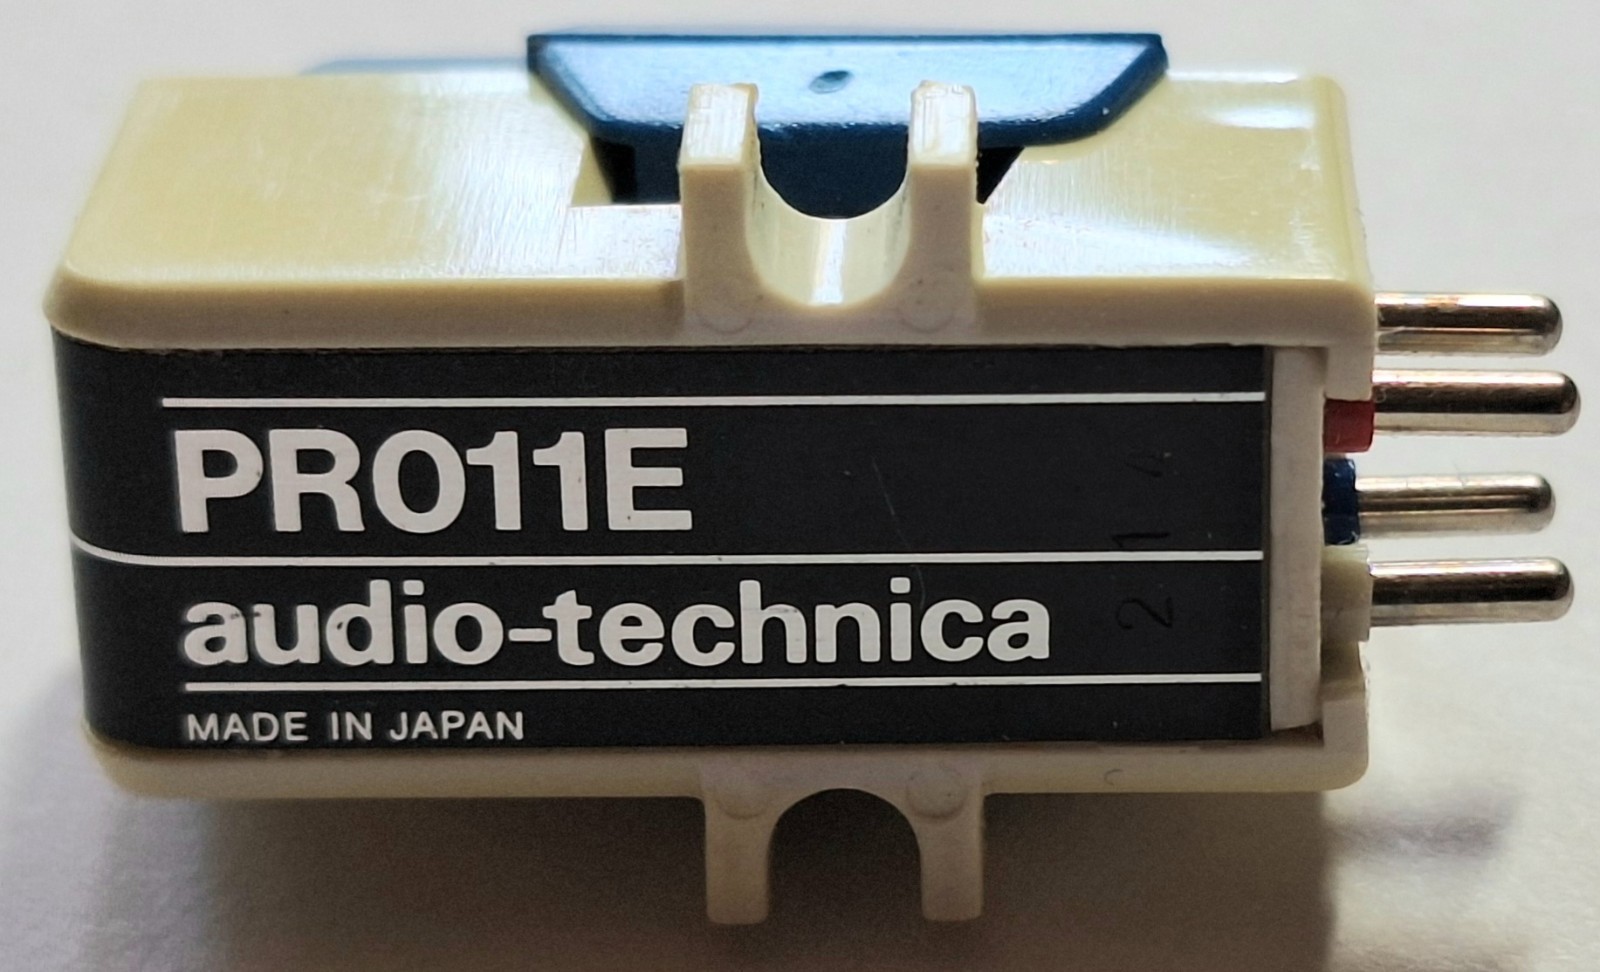 PRO11E
audio-technica
MADE IN JAPAN